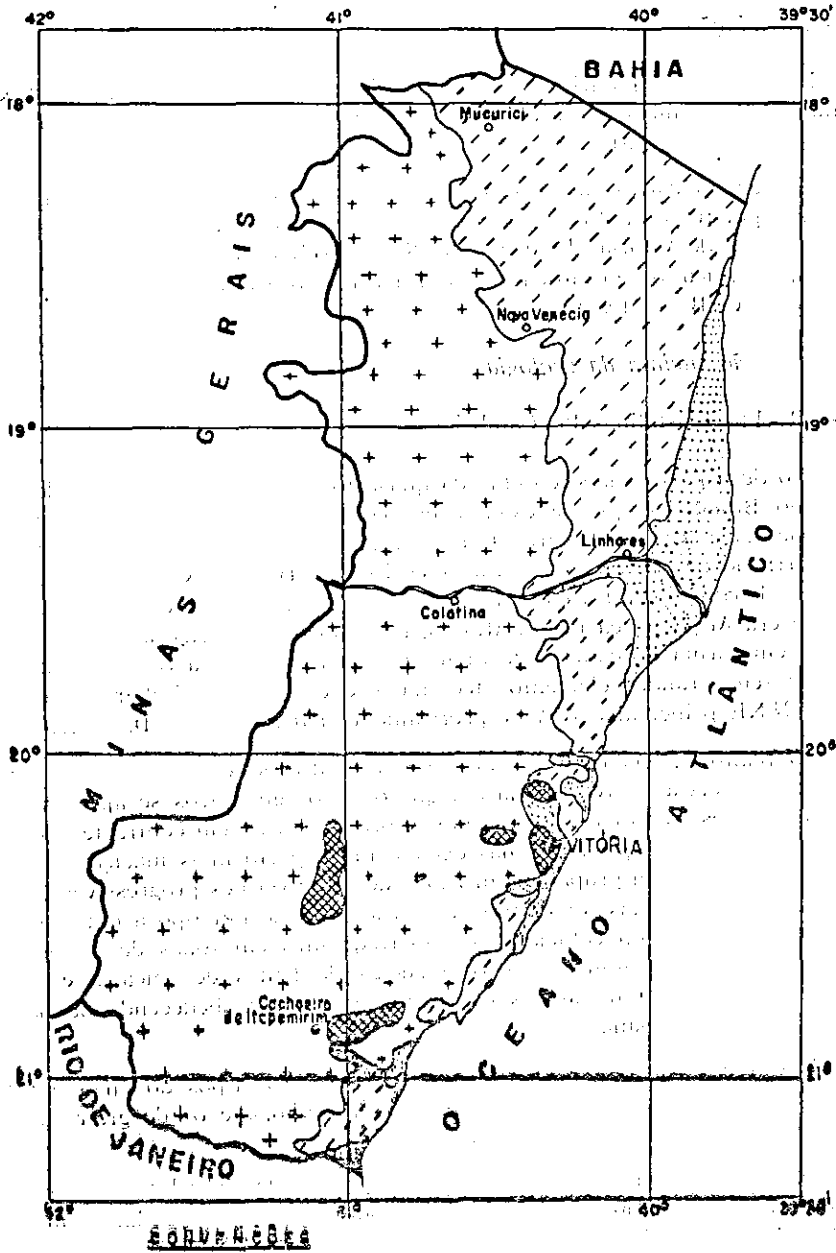 42° 41° 40° 39°30'
BAHIA
18° 18°
Mucurici
MINAS GERAIS
Nova Venécia
19° 19°
Linhares
Colatina
OCEANO ATLÂNTICO
20° 20°
VITÓRIA
Cachoeiro
de Itapemirim
21° 21°
RIO DE JANEIRO
42° 41° 40°